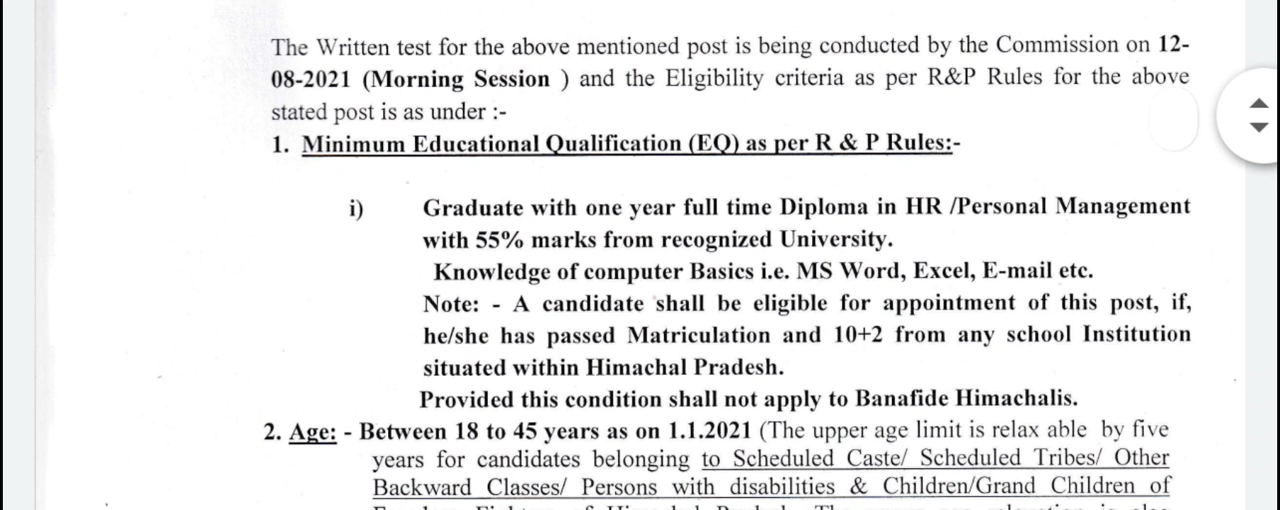 The Written test for the above mentioned post is being conducted by the Commission on 12-
08-2021 (Morning Session ) and the Eligibility criteria as per R&P Rules for the above
stated post is as under :-
1. Minimum Educational Qualification (EQ) as per R & P Rules:-
i) Graduate with one year full time Diploma in HR /Personal Management
with 55% marks from recognized University.
Knowledge of computer Basics i.e. MS Word, Excel, E-mail etc.
Note: - A candidate shall be eligible for appointment of this post, if,
he/she has passed Matriculation and 10+2 from any school Institution
situated within Himachal Pradesh.
Provided this condition shall not apply to Banafide Himachalis.
2. Age: - Between 18 to 45 years as on 1.1.2021 (The upper age limit is relax able by five
years for candidates belonging to Scheduled Caste/ Scheduled Tribes/ Other
Backward Classes/ Persons with disabilities & Children/Grand Children of